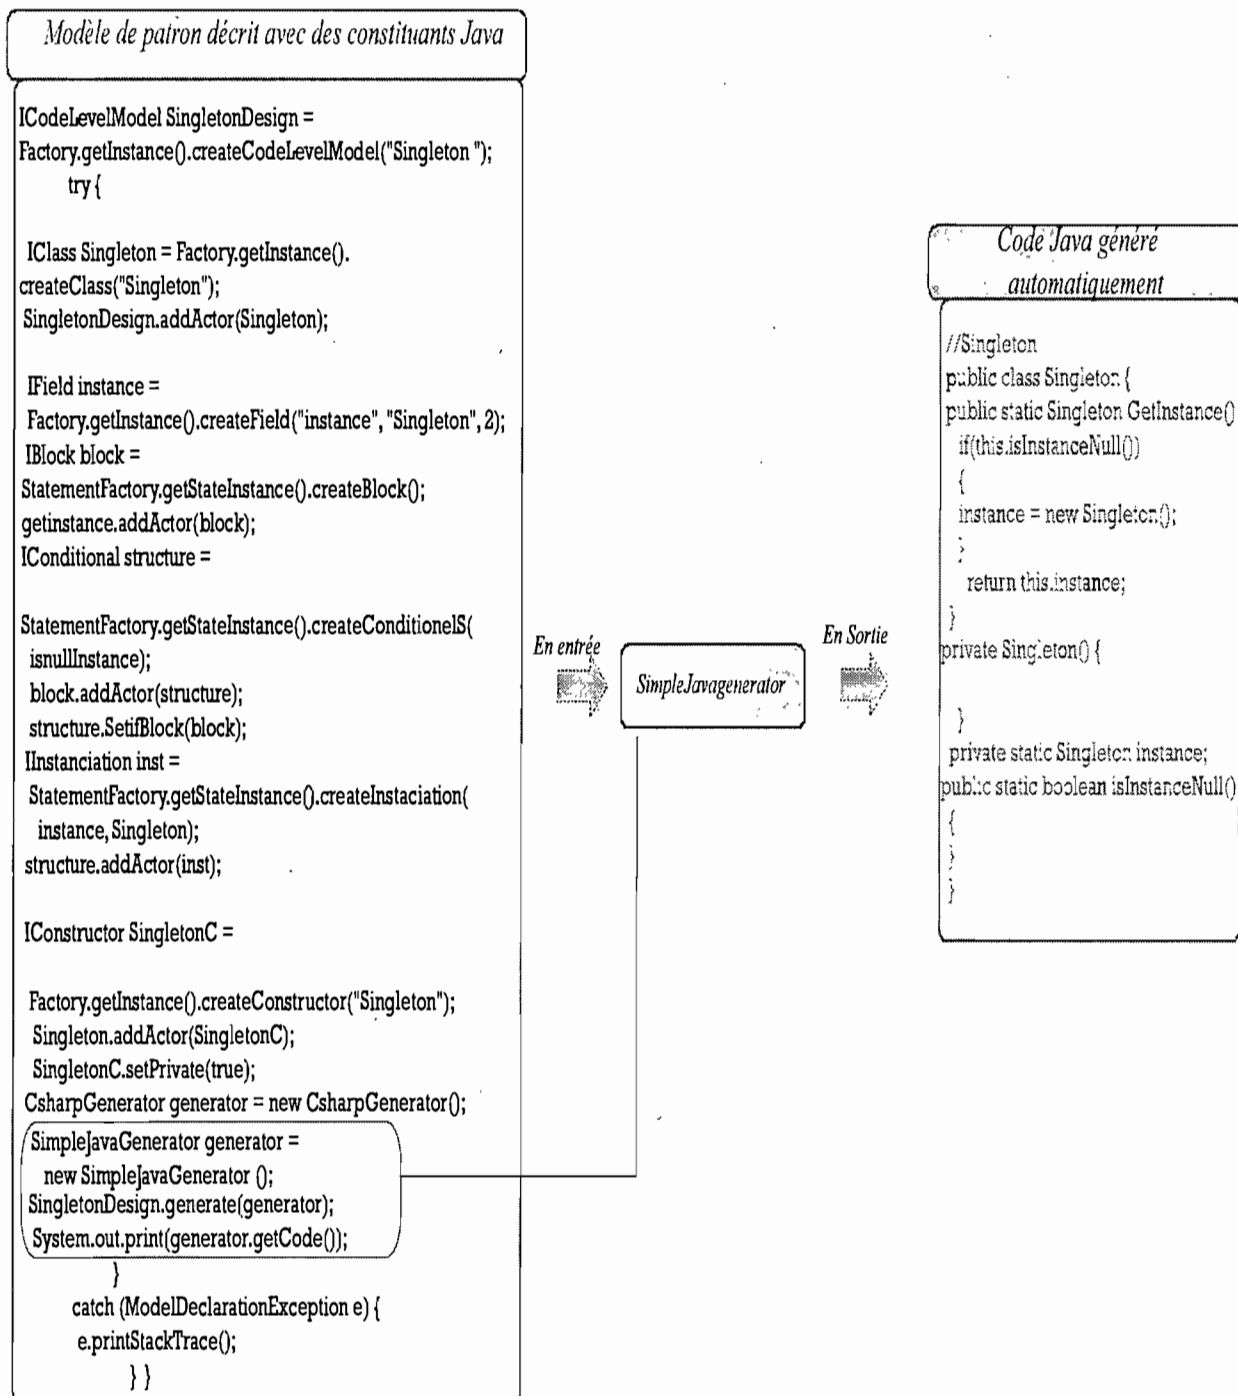 Modèle de patron décrit avec des constituants Java
ICodeLevelModel SingletonDesign =
Factory.getInstance().createCodeLevelModel("Singleton ");
try {
IClass Singleton = Factory.getInstance().
createClass("Singleton");
SingletonDesign.addActor(Singleton);
IField instance =
Factory.getInstance().createField("instance", "Singleton", 2);
IBlock block =
StatementFactory.getStateInstance().createBlock();
getinstance.addActor(block);
IConditional structure =
StatementFactory.getStateInstance().createConditionelS(
isnullInstance);
block.addActor(structure);
structure.SetifBlock(block);
IInstanciation inst =
StatementFactory.getStateInstance().createInstaciation(
instance, Singleton);
structure.addActor(inst);
IConstructor SingletonC =
Factory.getInstance().createConstructor("Singleton");
Singleton.addActor(SingletonC);
SingletonC.setPrivate(true);
CsharpGenerator generator = new CsharpGenerator();
SimpleJavaGenerator generator =
new SimpleJavaGenerator ();
SingletonDesign.generate(generator);
System.out.print(generator.getCode());
}
catch (ModelDeclarationException e) {
e.printStackTrace();
} }
En entrée
SimpleJavagenerator
En Sortie
Code Java généré
automatiquement
//Singleton
public class Singleton {
public static Singleton GetInstance()
if(this.isInstanceNull())
{
instance = new Singleton();
}
return this.instance;
}
private Singleton() {
}
private static Singleton instance;
public static boolean isInstanceNull()
{
}
}